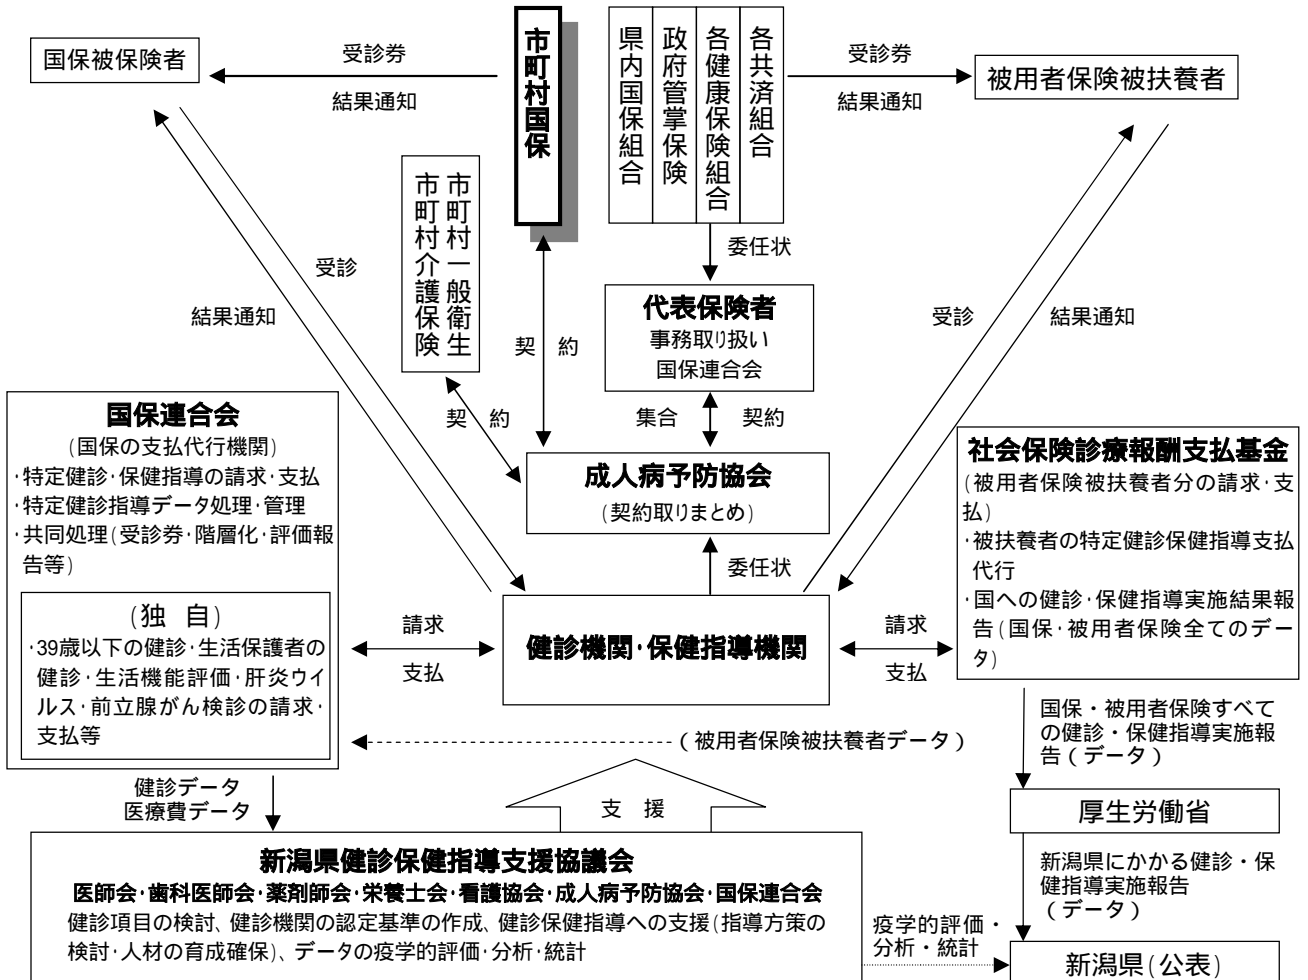 国保被保険者
受診券
結果通知
市町村国保
県内国保組合
政府管掌保険
各健康保険組合
各共済組合
受診券
結果通知
被用者保険被扶養者
市町村一般衛生
市町村介護保険
委任状
受診
結果通知
契 約
代表保険者
事務取り扱い
国保連合会
受診
結果通知
契 約
集合 契約
国保連合会
(国保の支払代行機関)
・特定健診・保健指導の請求・支払
・特定健診指導データ処理・管理
・共同処理(受診券・階層化・評価報
告等)
(独 自)
・39歳以下の健診・生活保護者の
健診・生活機能評価・肝炎ウイ
ルス・前立腺がん検診の請求・
支払等
成人病予防協会
(契約取りまとめ)
委任状
請求
支払
健診機関・保健指導機関
請求
支払
社会保険診療報酬支払基金
(被用者保険被扶養者分の請求・支
払)
・被扶養者の特定健診保健指導支払
代行
・国への健診・保健指導実施結果報
告(国保・被用者保険全てのデー
タ)
(被用者保険被扶養者データ)
国保・被用者保険すべて
の健診・保健指導実施報
告(データ)
健診データ
医療費データ
支 援
厚生労働省
新潟県健診保健指導支援協議会
医師会・歯科医師会・薬剤師会・栄養士会・看護協会・成人病予防協会・国保連合会
健診項目の検討、健診機関の認定基準の作成、健診保健指導への支援(指導方策の
検討・人材の育成確保)、データの疫学的評価・分析・統計
新潟県にかかる健診・保
健指導実施報告
(データ)
疫学的評価・
分析・統計
新潟県(公表)